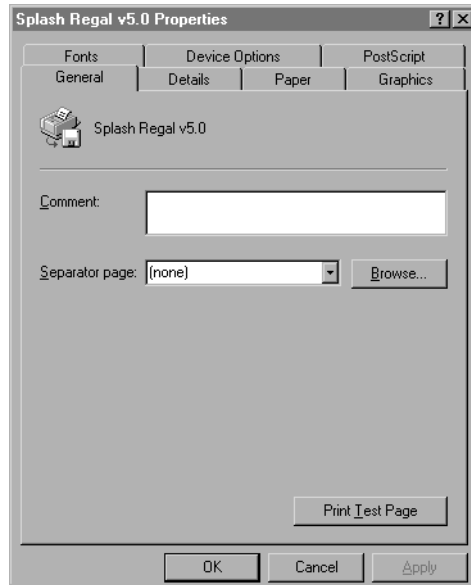 Splash Regal v5.0 Properties ? ×
Fonts Device Options PostScript
General Details Paper Graphics
Splash Regal v5.0
Comment:
Separator page: (none) Browse...
Print Test Page
OK Cancel Apply